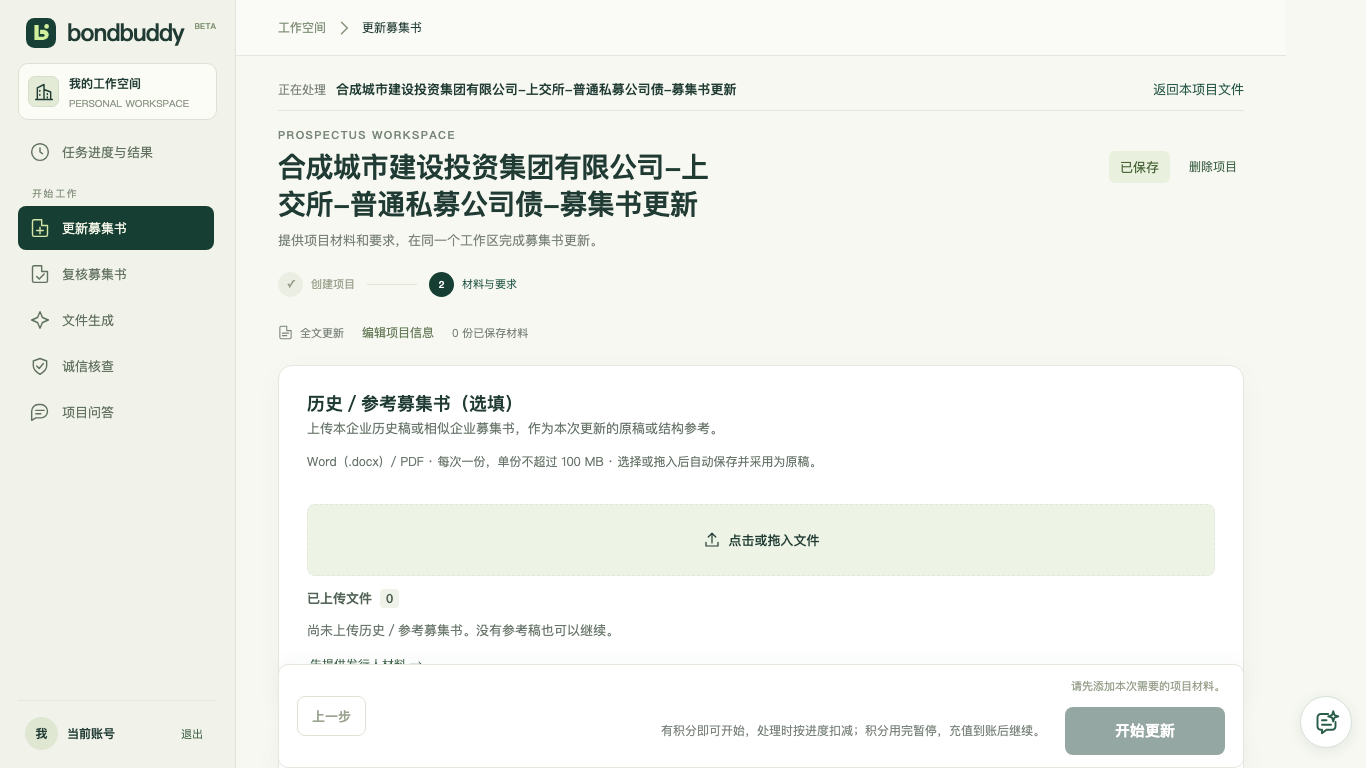 bondbuddy BETA
我的工作空间
PERSONAL WORKSPACE
任务进度与结果
开始工作
更新募集书
复核募集书
文件生成
诚信核查
项目问答
我 当前账号 退出
工作空间 > 更新募集书
正在处理 合成城市建设投资集团有限公司-上交所-普通私募公司债-募集书更新 返回本项目文件
PROSPECTUS WORKSPACE
合成城市建设投资集团有限公司-上
交所-普通私募公司债-募集书更新
已保存 删除项目
提供项目材料和要求，在同一个工作区完成募集书更新。
✓ 创建项目 2 材料与要求
全文更新 编辑项目信息 0 份已保存材料
历史 / 参考募集书（选填）
上传本企业历史稿或相似企业募集书，作为本次更新的原稿或结构参考。
Word（.docx）/ PDF · 每次一份，单份不超过 100 MB · 选择或拖入后自动保存并采用为原稿。
点击或拖入文件
已上传文件 0
尚未上传历史 / 参考募集书。没有参考稿也可以继续。
先提供发行人材料 →
请先添加本次需要的项目材料。
上一步 有积分即可开始，处理时按进度扣减；积分用完暂停，充值到账后继续。 开始更新